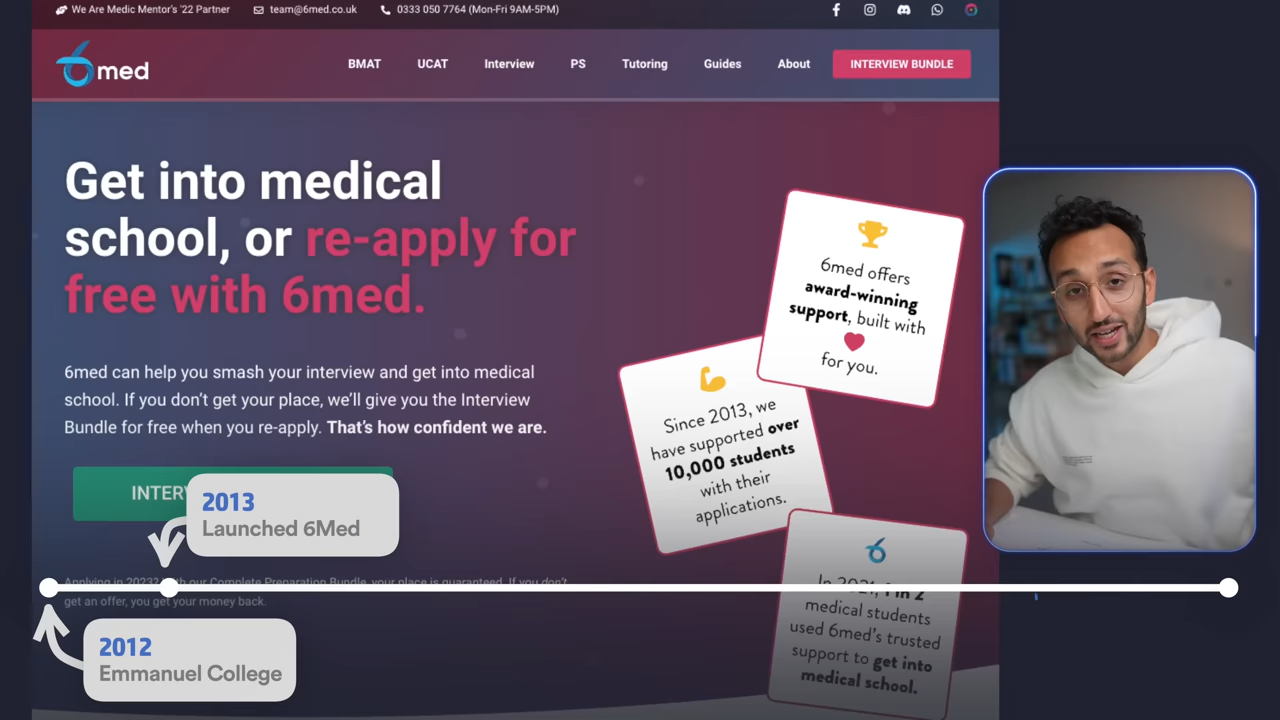 We Are Medic Mentor's '22 Partner
team@6med.co.uk
0333 050 7764 (Mon-Fri 9AM-5PM)
6med
BMAT
UCAT
Interview
PS
Tutoring
Guides
About
INTERVIEW BUNDLE
Get into medical
school, or re-apply for
free with 6med.
6med can help you smash your interview and get into medical
school. If you don't get your place, we'll give you the Interview
Bundle for free when you re-apply. That's how confident we are.
6med offers
award-winning
support, built with
for you.
Since 2013, we
have supported over
10,000 students
with their
applications.
In 2021, 1 in 2
medical students
used 6med's trusted
support to get into
medical school.
INTERV
2013
Launched 6Med
Applying in 2023? With our Complete Preparation Bundle, your place is guaranteed. If you don't
get an offer, you get your money back.
2012
Emmanuel College